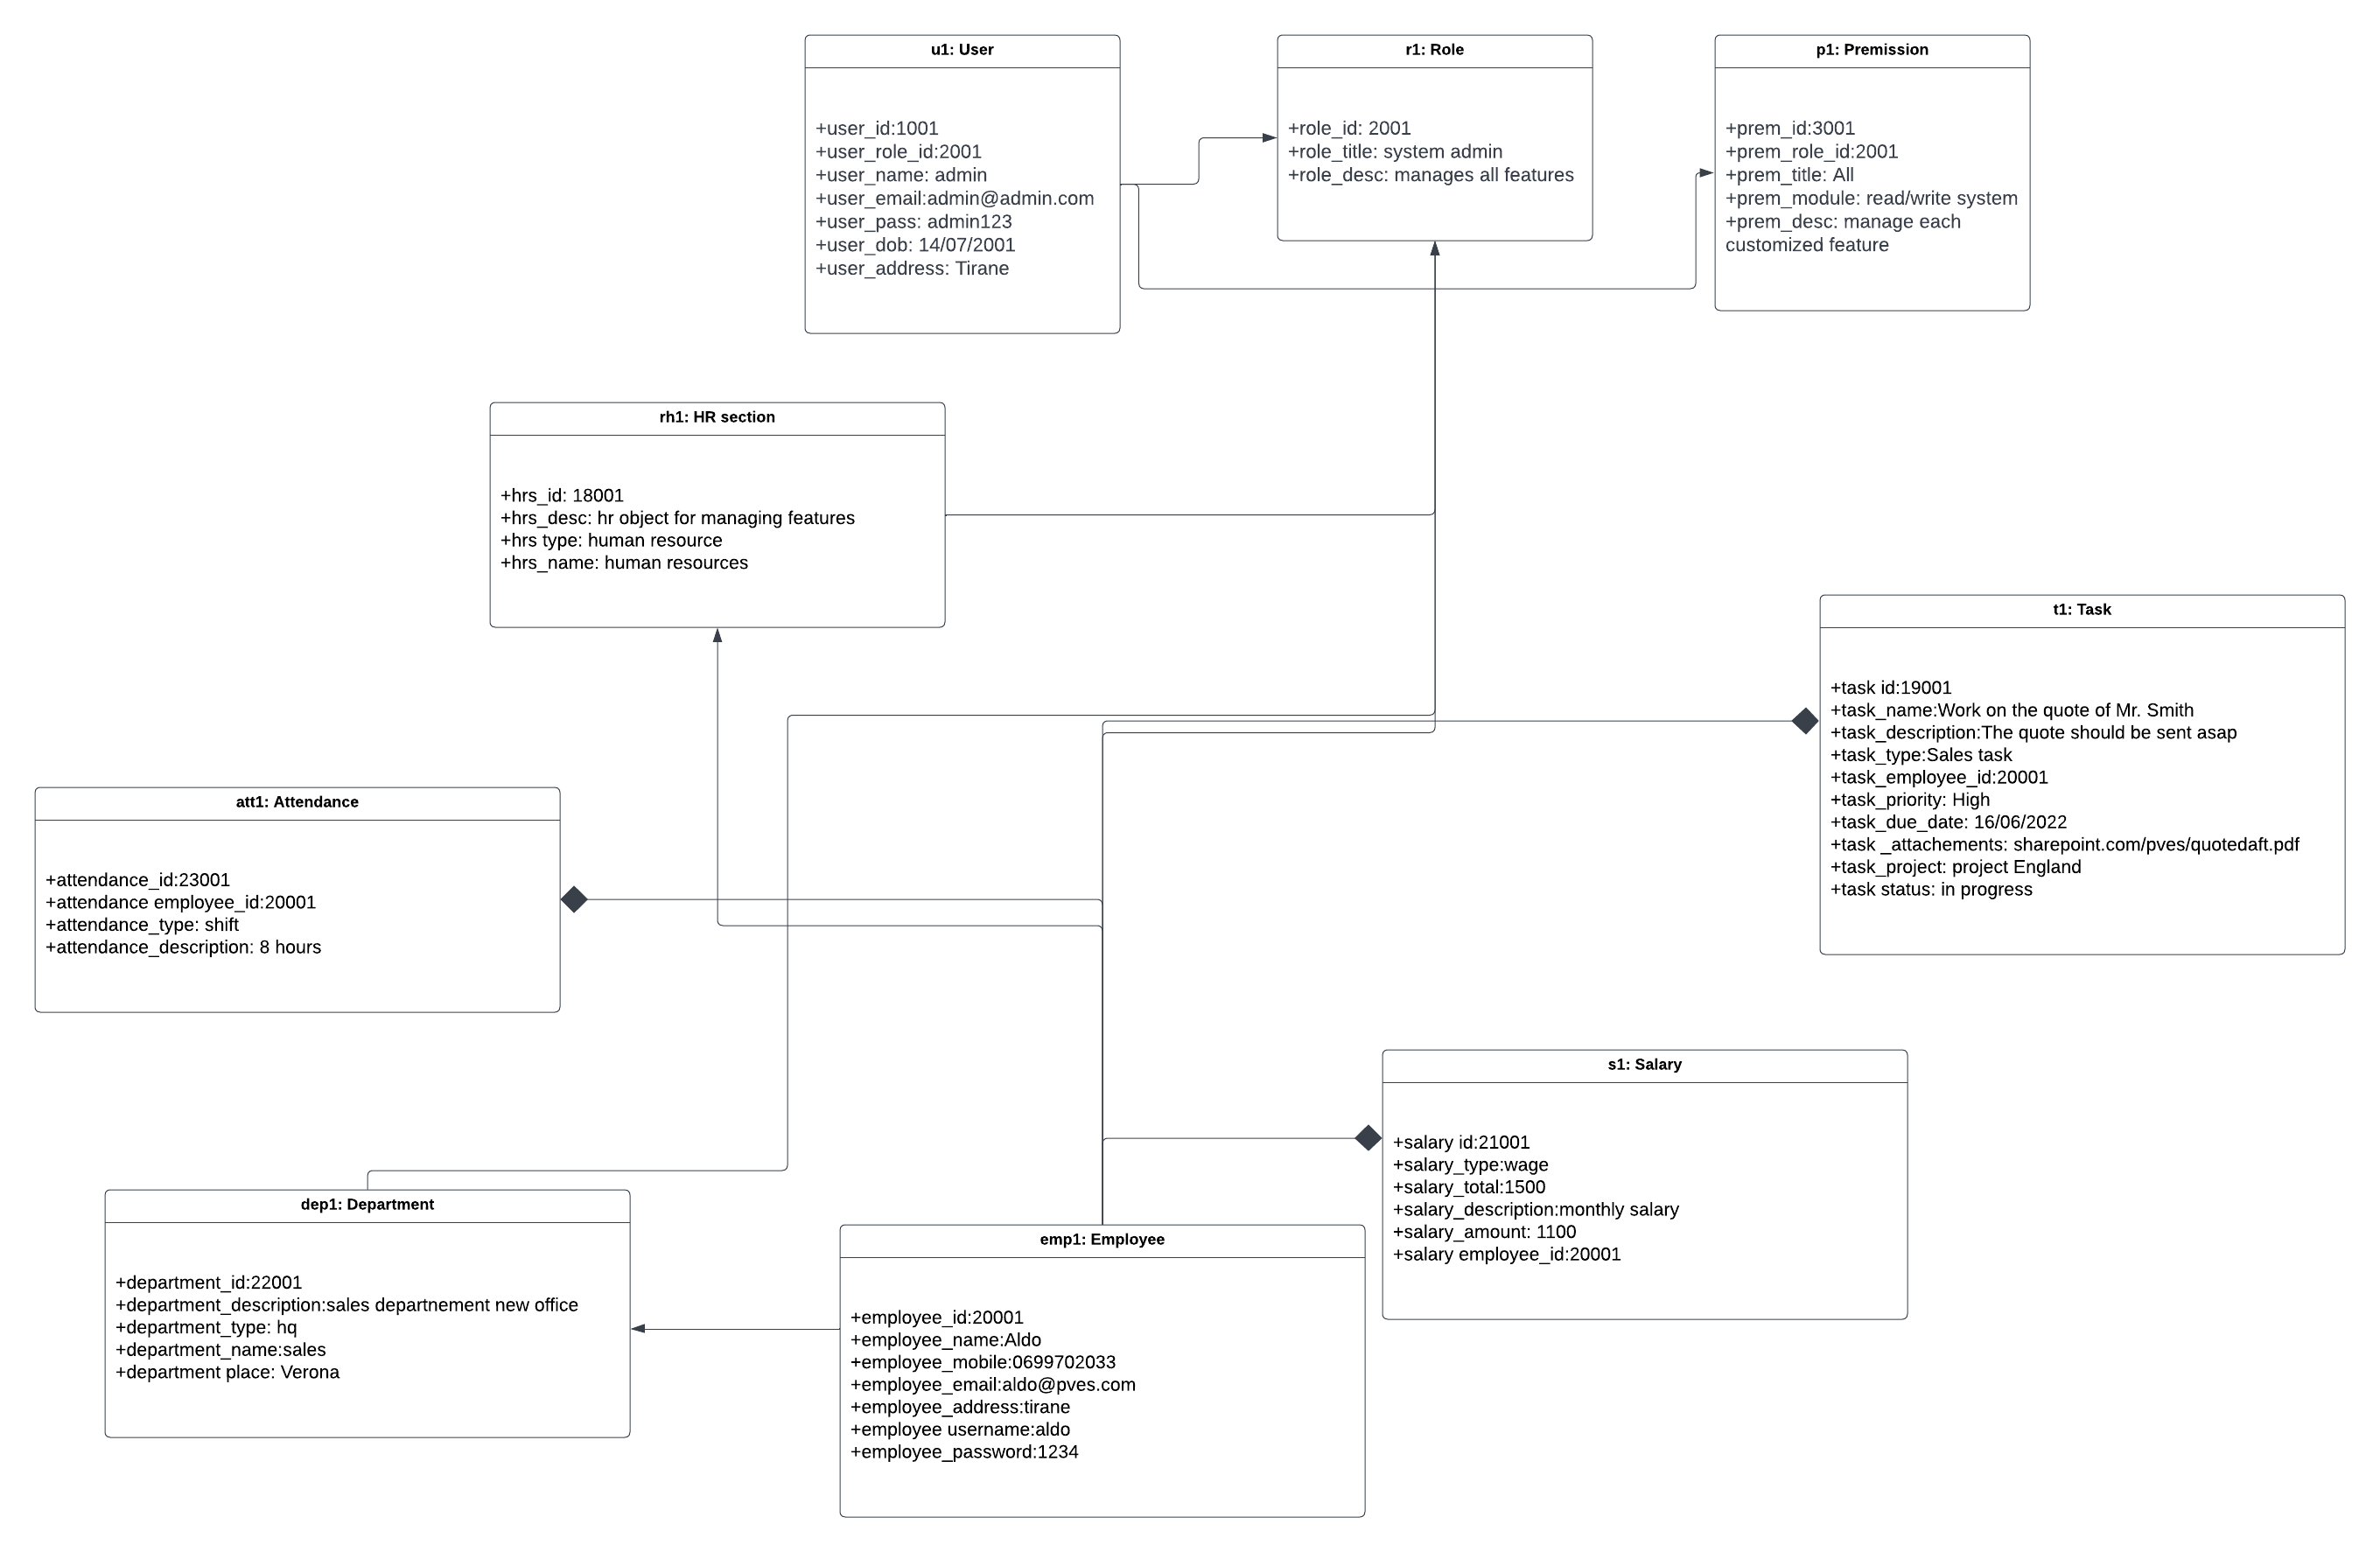 u1: User
+user_id:1001
+user_role_id:2001
+user_name: admin
+user_email:admin@admin.com
+user_pass: admin123
+user_dob: 14/07/2001
+user_address: Tirane
r1: Role
+role_id: 2001
+role_title: system admin
+role_desc: manages all features
p1: Premission
+prem_id:3001
+prem_role_id:2001
+prem_title: All
+prem_module: read/write system
+prem_desc: manage each
customized feature
rh1: HR section
+hrs_id: 18001
+hrs_desc: hr object for managing features
+hrs type: human resource
+hrs_name: human resources
t1: Task
+task id:19001
+task_name:Work on the quote of Mr. Smith
+task_description:The quote should be sent asap
+task_type:Sales task
+task_employee_id:20001
+task_priority: High
+task_due_date: 16/06/2022
+task _attachements: sharepoint.com/pves/quotedaft.pdf
+task_project: project England
+task status: in progress
att1: Attendance
+attendance_id:23001
+attendance employee_id:20001
+attendance_type: shift
+attendance_description: 8 hours
s1: Salary
+salary id:21001
+salary_type:wage
+salary_total:1500
+salary_description:monthly salary
+salary_amount: 1100
+salary employee_id:20001
dep1: Department
+department_id:22001
+department_description:sales departnement new office
+department_type: hq
+department_name:sales
+department place: Verona
emp1: Employee
+employee_id:20001
+employee_name:Aldo
+employee_mobile:0699702033
+employee_email:aldo@pves.com
+employee_address:tirane
+employee username:aldo
+employee_password:1234